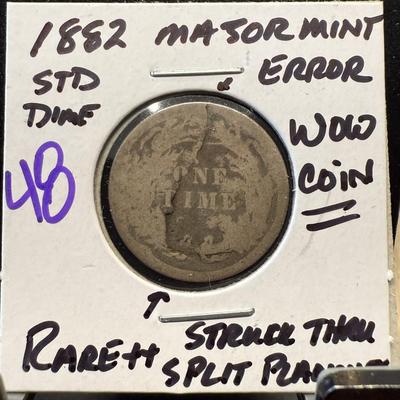 1882 MAJOR MINT
STD ERROR
DIME
WOW
48 COIN
ONE
DIME
RARE++ STRUCK THRU
SPLIT PLANCHET